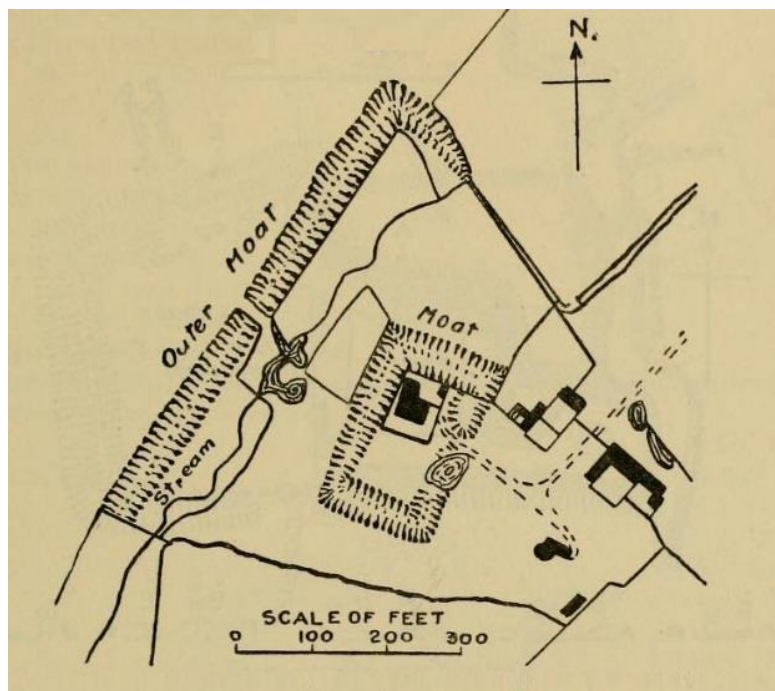 N.
Outer Moat
Moat
Stream
SCALE OF FEET
0 100 200 300